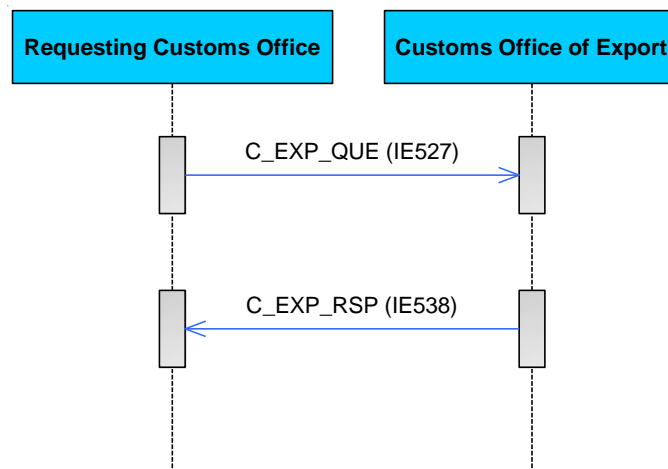 Requesting Customs Office
Customs Office of Export
C_EXP_QUE (IE527)
C_EXP_RSP (IE538)